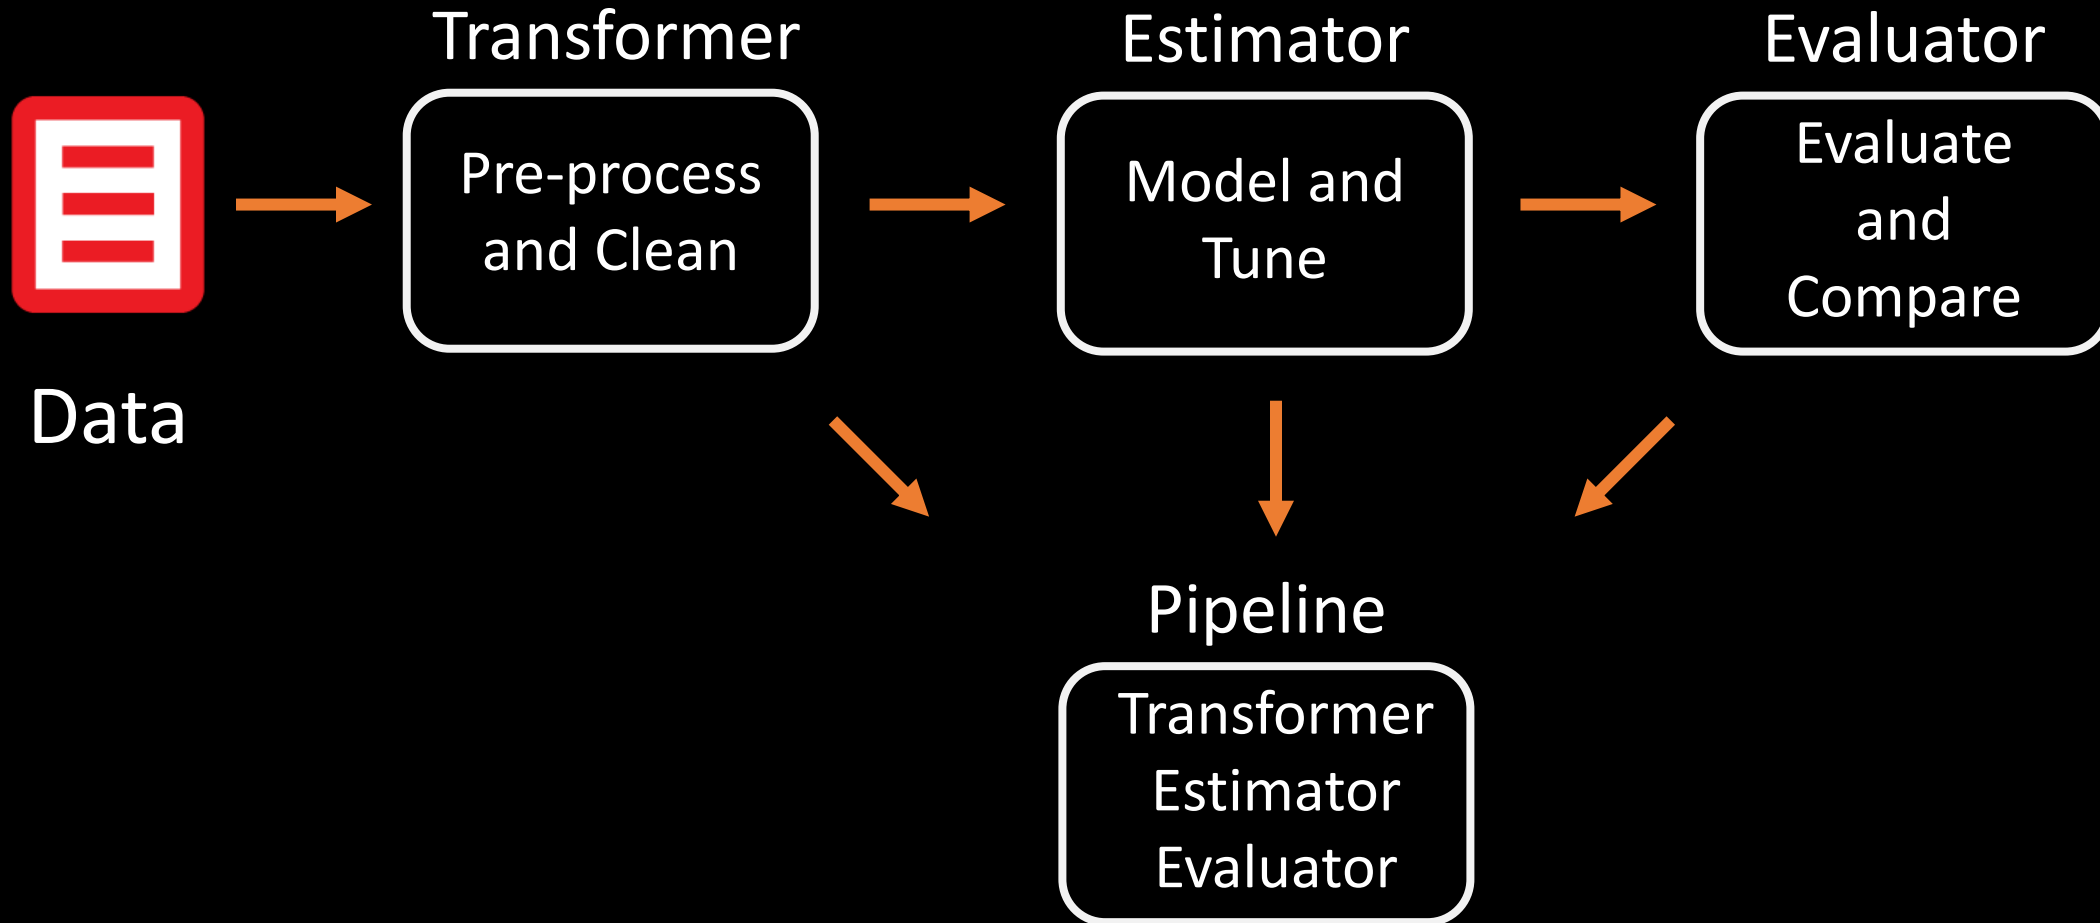 Transformer
Estimator
Evaluator
Pre-process
and Clean
Model and
Tune
Evaluate
and
Compare
Data
Pipeline
Transformer
Estimator
Evaluator